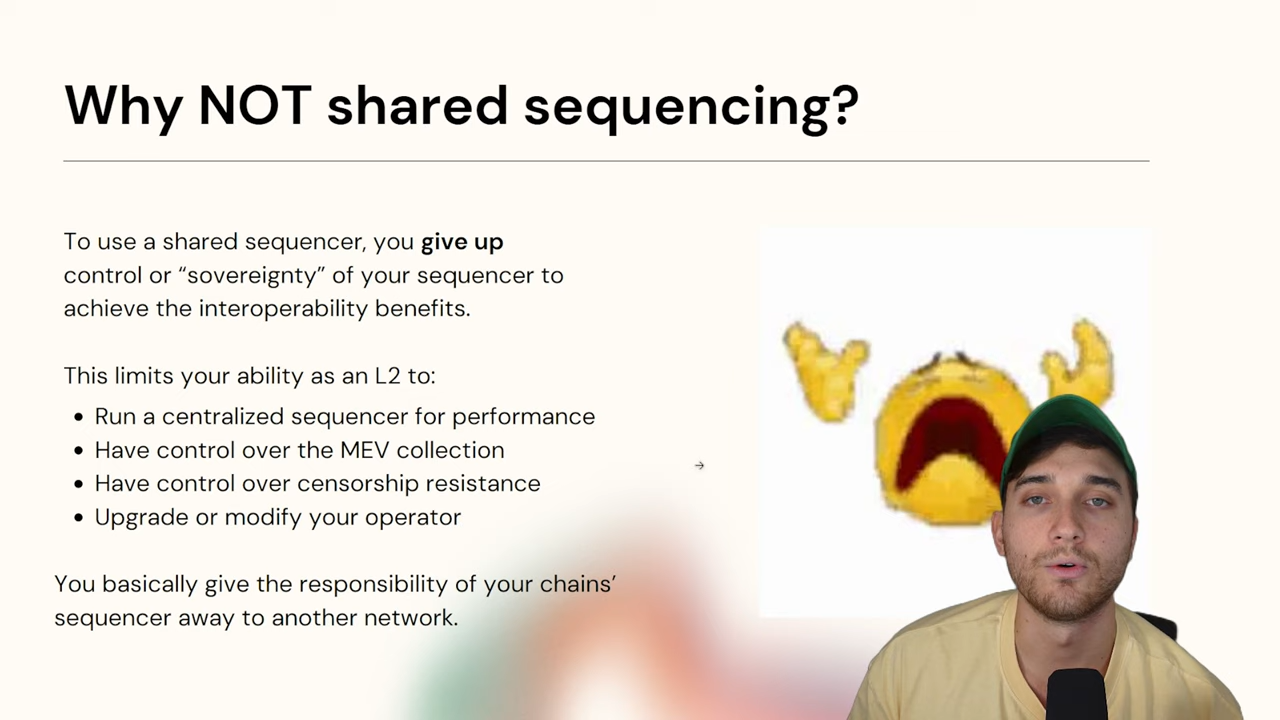 Why NOT shared sequencing?
To use a shared sequencer, you give up
control or “sovereignty” of your sequencer to
achieve the interoperability benefits.
This limits your ability as an L2 to:
• Run a centralized sequencer for performance
• Have control over the MEV collection
• Have control over censorship resistance
• Upgrade or modify your operator
You basically give the responsibility of your chains’
sequencer away to another network.